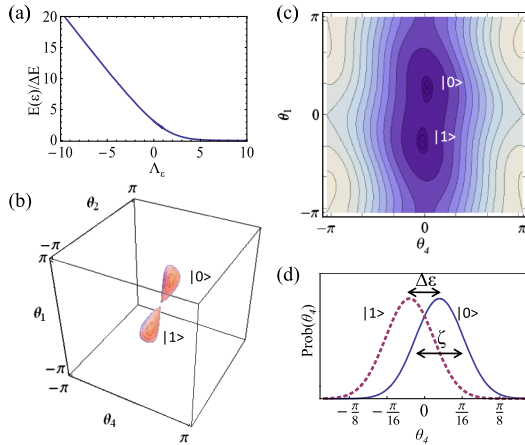 (a)
20
15
10
5
0
E(ε)/ΔE
-10 -5 0 5 10
Λε
(b)
π
θ2
-π
π
θ1
-π
-π
θ4
π
|0>
|1>
(c)
π
θ1
0
-π
-π 0 π
θ4
|0>
|1>
(d)
Δε
|1> |0>
ζ
Prob(θ4)
-π/8 -π/16 0 π/16 π/8
θ4